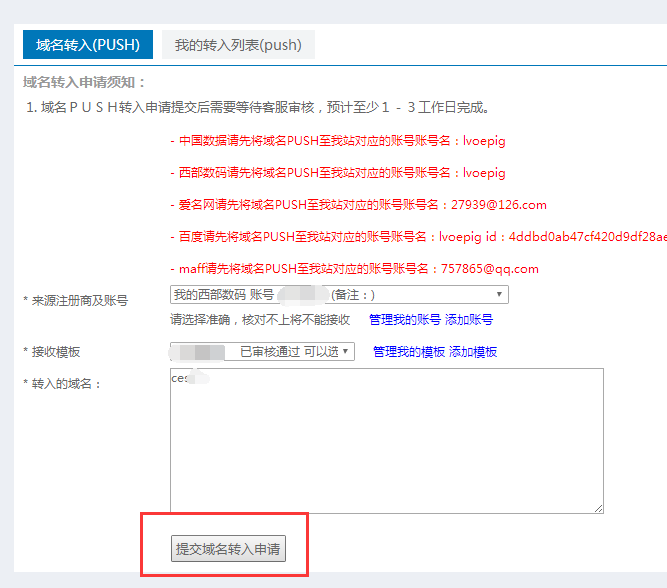 域名转入(PUSH) 我的转入列表(push)
域名转入申请须知：
1. 域名ＰＵＳＨ转入申请提交后需要等待客服审核，预计至少１－３工作日完成。
- 中国数据请先将域名PUSH至我站对应的账号账号名：lvoepig
- 西部数码请先将域名PUSH至我站对应的账号账号名：lvoepig
- 爱名网请先将域名PUSH至我站对应的账号账号名：27939@126.com
- 百度请先将域名PUSH至我站对应的账号账号名：lvoepig id：4ddbd0ab47cf420d9df28ae
- maff请先将域名PUSH至我站对应的账号账号名：757865@qq.com
* 来源注册商及账号 我的西部数码 账号 (备注：)
请选择准确，核对不上将不能接收 管理我的账号 添加账号
* 接收模板 已审核通过 可以选 管理我的模板 添加模板
* 转入的域名：
提交域名转入申请